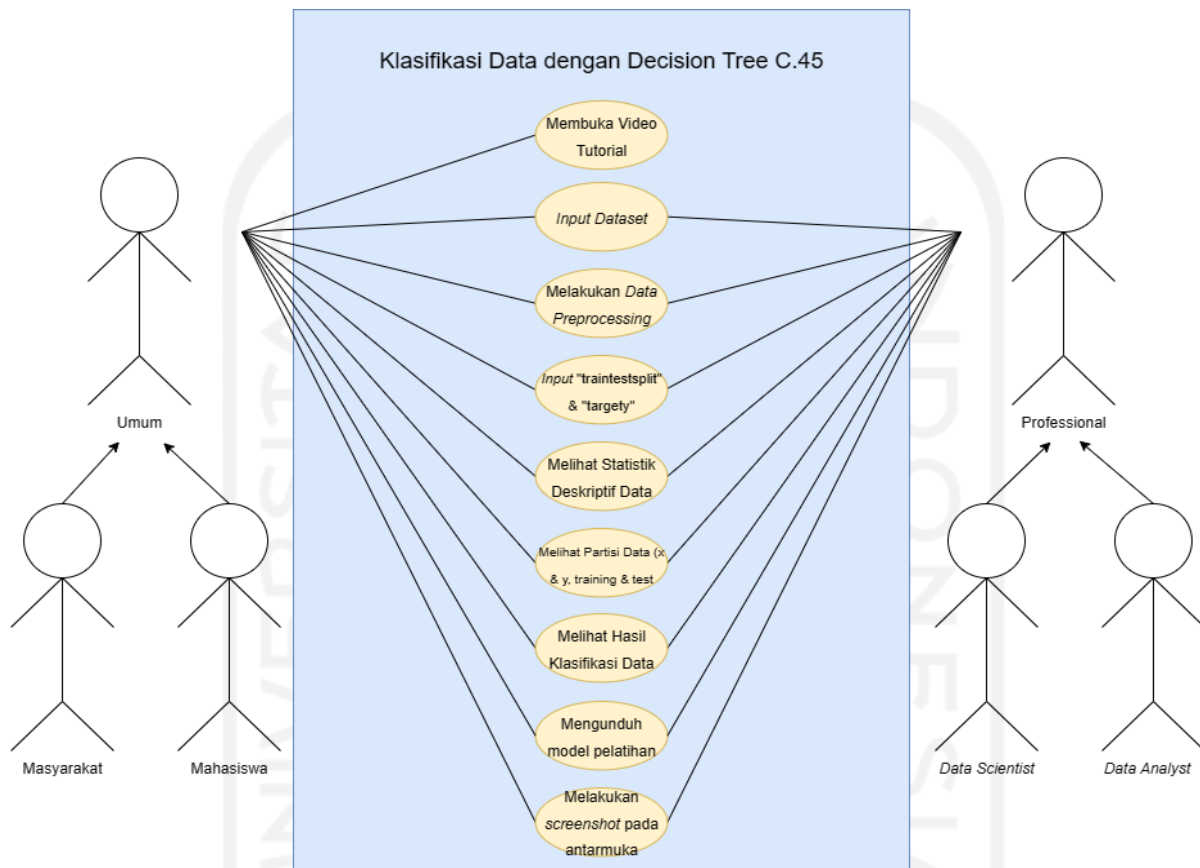 Klasifikasi Data dengan Decision Tree C.45
Membuka Video
Tutorial
Input Dataset
Melakukan Data
Preprocessing
Input "traintestsplit"
& "targety"
Melihat Statistik
Deskriptif Data
Melihat Partisi Data (x
& y, training & test
Melihat Hasil
Klasifikasi Data
Mengunduh
model pelatihan
Melakukan
screenshot pada
antarmuka
Umum
Masyarakat
Mahasiswa
Professional
Data Scientist
Data Analyst